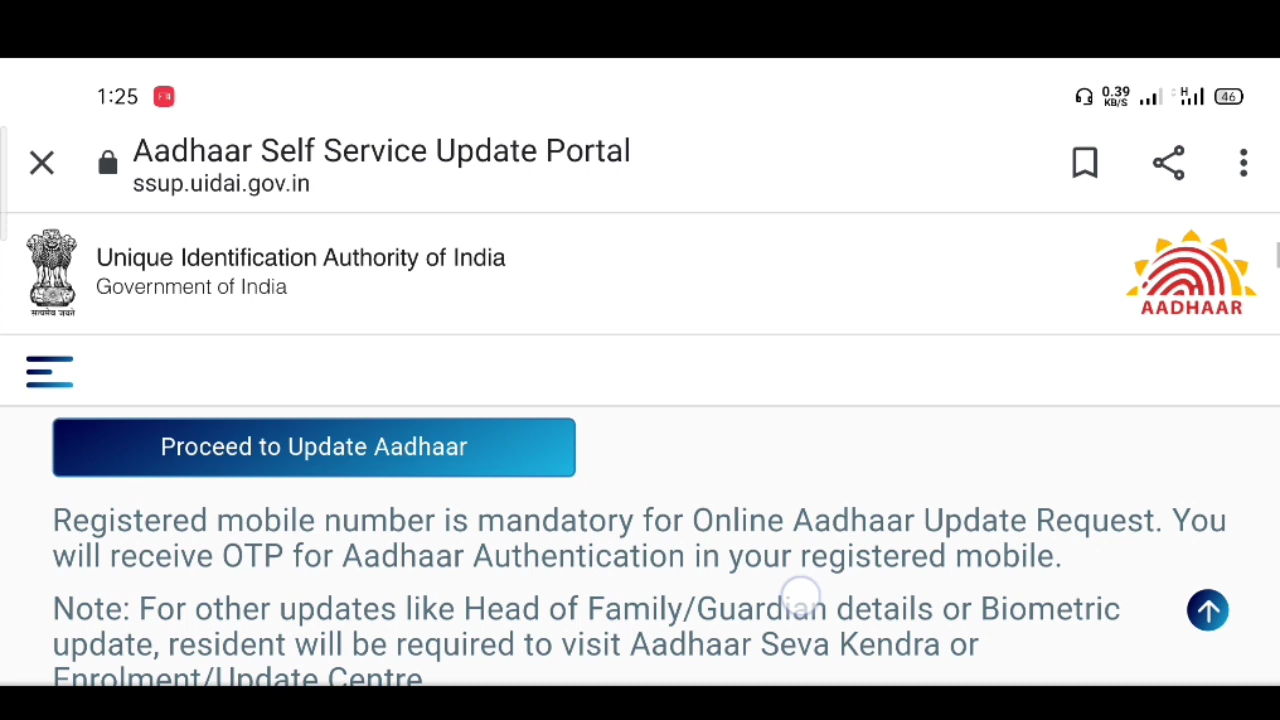 1:25
0.39
KB/S
H
46
Aadhaar Self Service Update Portal
ssup.uidai.gov.in
Unique Identification Authority of India
Government of India
सत्यमेव जयते
AADHAAR
Proceed to Update Aadhaar
Registered mobile number is mandatory for Online Aadhaar Update Request. You
will receive OTP for Aadhaar Authentication in your registered mobile.
Note: For other updates like Head of Family/Guardian details or Biometric
update, resident will be required to visit Aadhaar Seva Kendra or
Enrolment/Update Centre